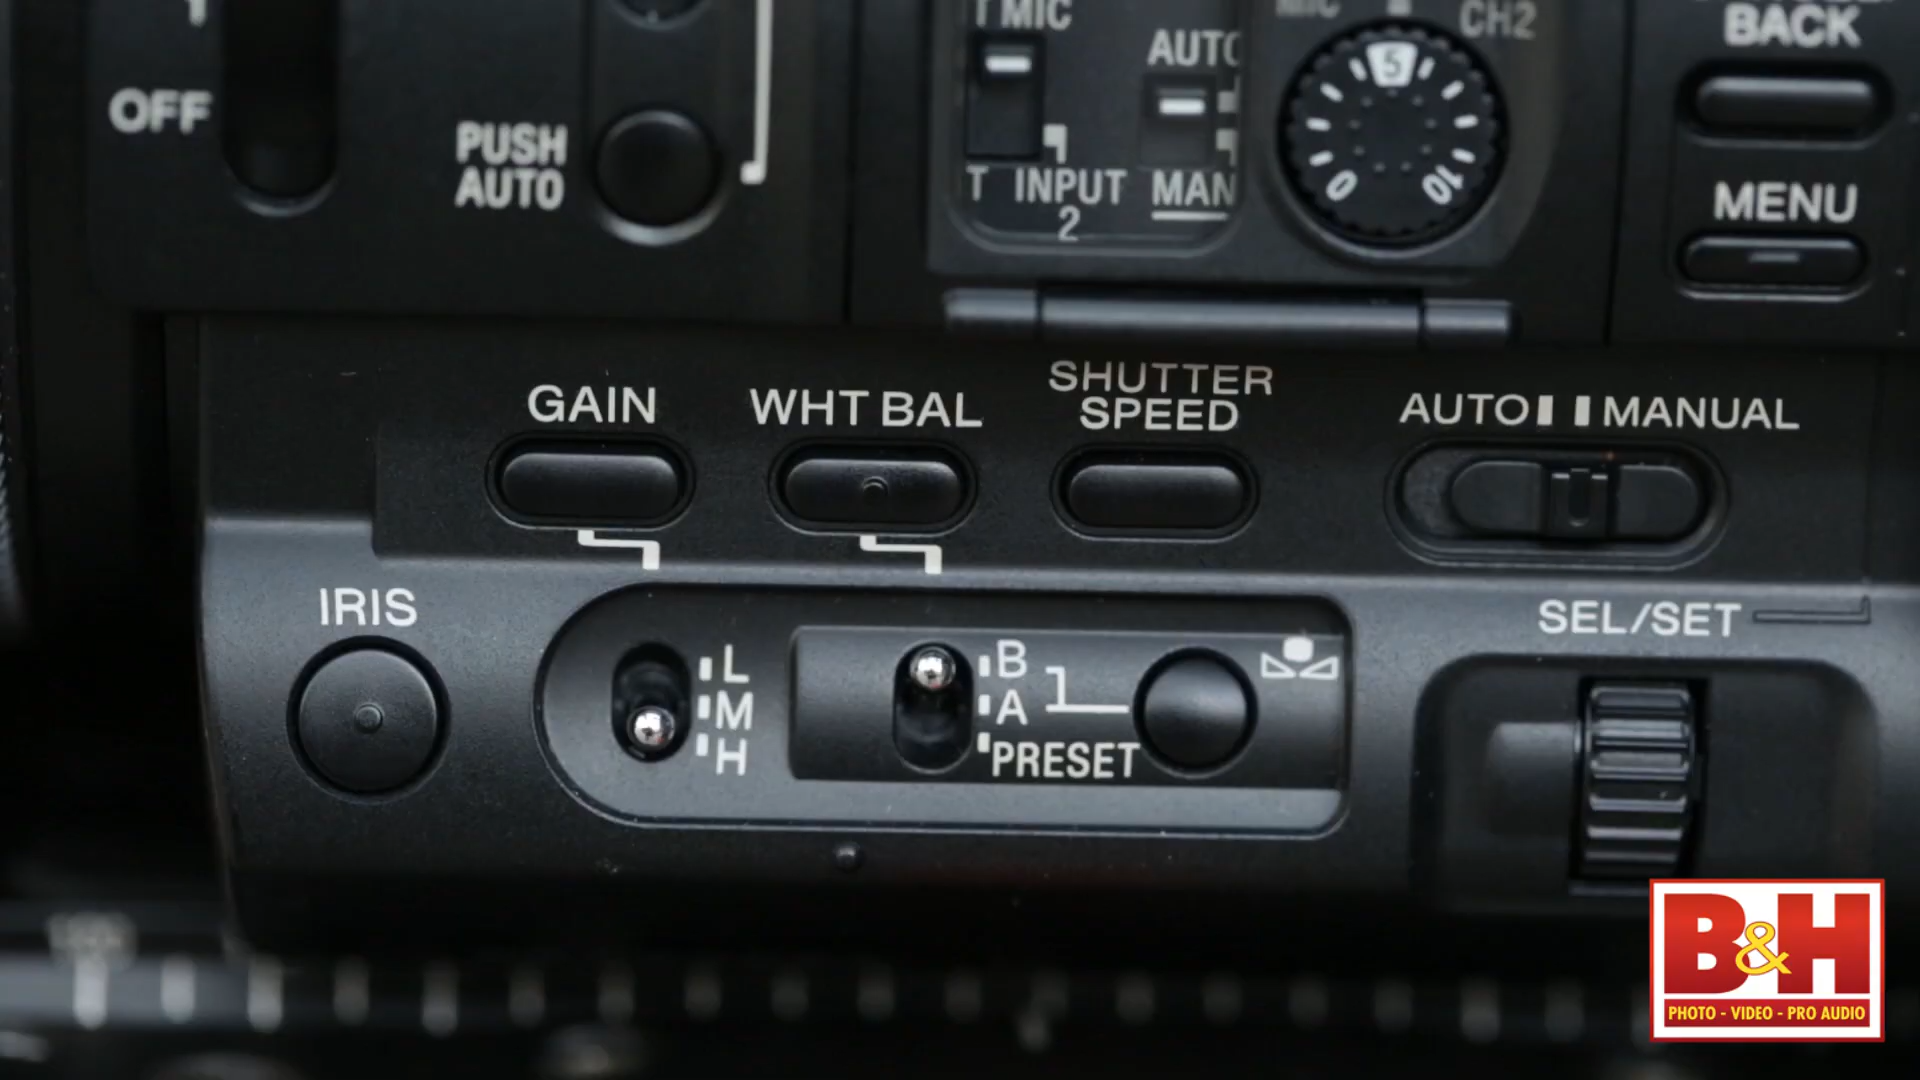 1
OFF
PUSH
AUTO
T MIC
T INPUT
2
AUTO
MAN
CH2
5
0
10
BACK
MENU
GAIN
WHT BAL
SHUTTER
SPEED
AUTO MANUAL
IRIS
L
M
H
B
A
PRESET
SEL/SET
B&H
PHOTO - VIDEO - PRO AUDIO